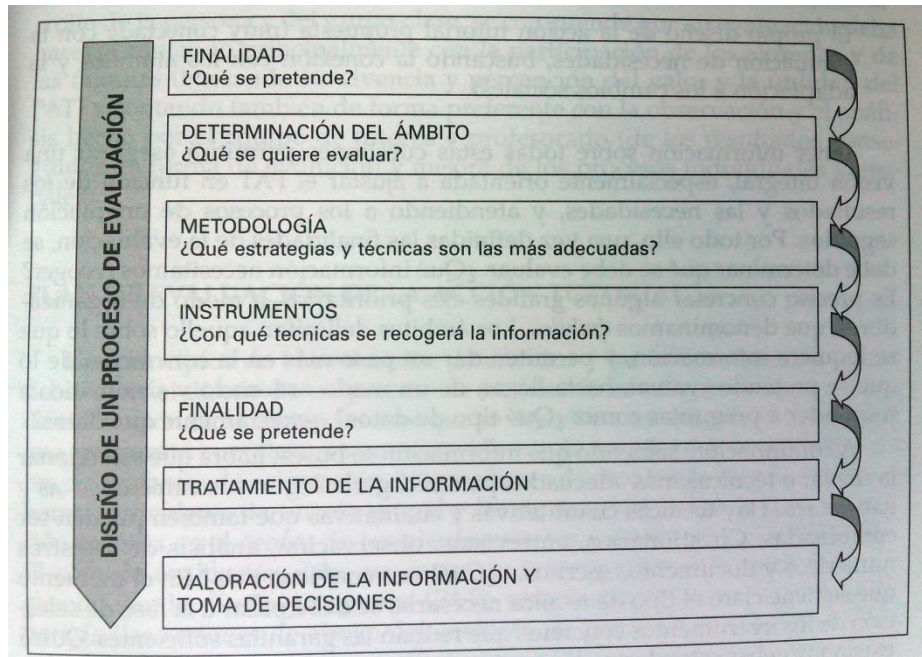 DISEÑO DE UN PROCESO DE EVALUACIÓN
FINALIDAD
¿Qué se pretende?
DETERMINACIÓN DEL ÁMBITO
¿Qué se quiere evaluar?
METODOLOGÍA
¿Qué estrategias y técnicas son las más adecuadas?
INSTRUMENTOS
¿Con qué tecnicas se recogerá la información?
FINALIDAD
¿Qué se pretende?
TRATAMIENTO DE LA INFORMACIÓN
VALORACIÓN DE LA INFORMACIÓN Y
TOMA DE DECISIONES